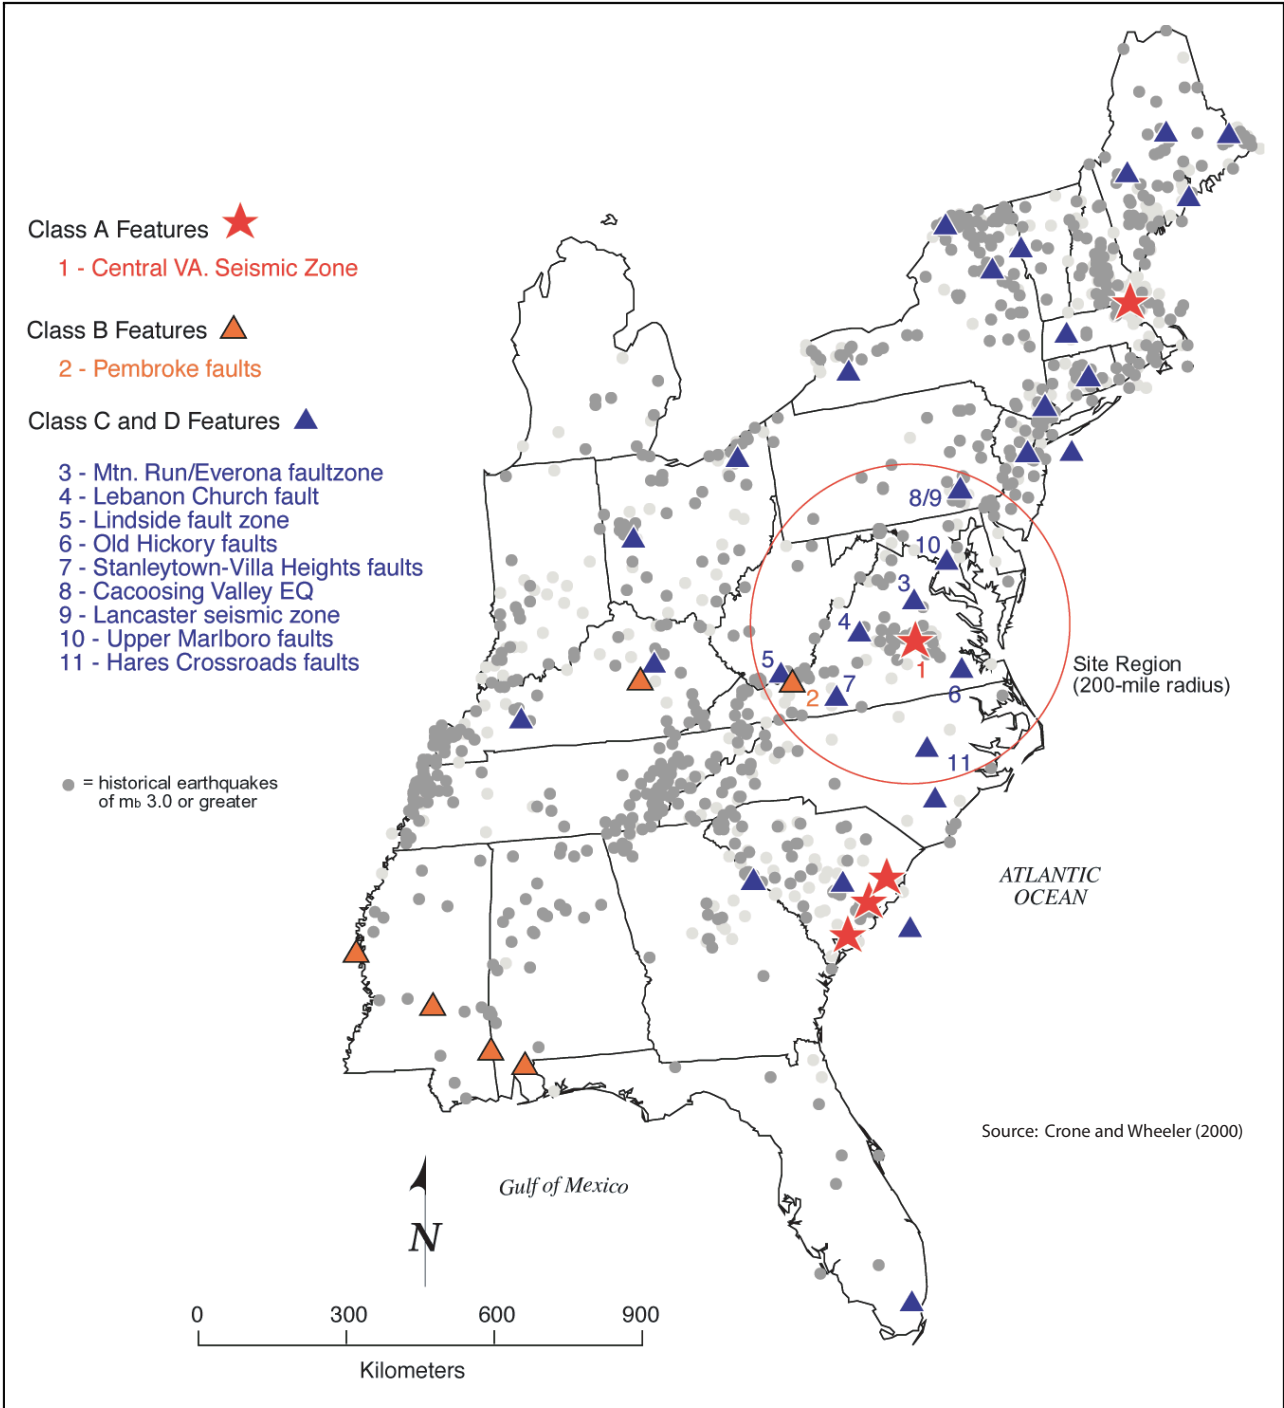 Class A Features
1 - Central VA. Seismic Zone
Class B Features
2 - Pembroke faults
Class C and D Features
3 - Mtn. Run/Everona faultzone
4 - Lebanon Church fault
5 - Lindside fault zone
6 - Old Hickory faults
7 - Stanleytown-Villa Heights faults
8 - Cacoosing Valley EQ
9 - Lancaster seismic zone
10 - Upper Marlboro faults
11 - Hares Crossroads faults
= historical earthquakes
of mb 3.0 or greater
8/9
10
3
4
5
1
2
7
6
11
Site Region
(200-mile radius)
ATLANTIC
OCEAN
Source: Crone and Wheeler (2000)
Gulf of Mexico
N
0 300 600 900
Kilometers